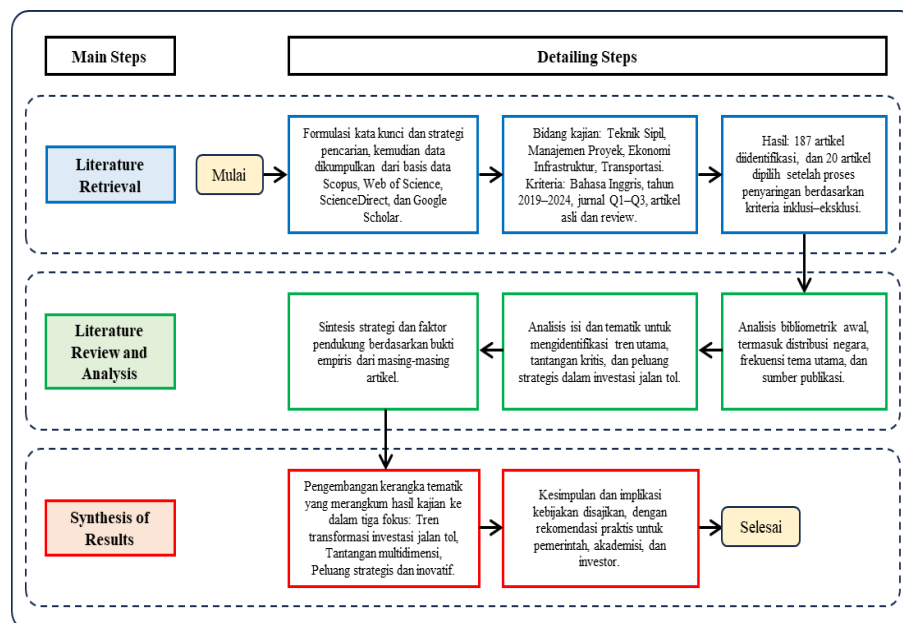 Main Steps
Detailing Steps
Literature
Retrieval
Mulai
Formulasi kata kunci dan strategi
pencarian, kemudian data
dikumpulkan dari basis data
Scopus, Web of Science,
ScienceDirect, dan Google
Scholar.
Bidang kajian: Teknik Sipil,
Manajemen Proyek, Ekonomi
Infrastruktur, Transportasi.
Kriteria: Bahasa Inggris, tahun
2019–2024, jurnal Q1–Q3, artikel
asli dan review.
Hasil: 187 artikel
diidentifikasi, dan 20 artikel
dipilih setelah proses
penyaringan berdasarkan
kriteria inklusi–eksklusi.
Literature
Review and
Analysis
Sintesis strategi dan faktor
pendukung berdasarkan bukti
empiris dari masing-masing
artikel.
Analisis isi dan tematik untuk
mengidentifikasi tren utama,
tantangan kritis, dan peluang
strategis dalam investasi jalan tol.
Analisis bibliometrik awal,
termasuk distribusi negara,
frekuensi tema utama, dan
sumber publikasi.
Synthesis of
Results
Pengembangan kerangka tematik
yang merangkum hasil kajian ke
dalam tiga fokus: Tren
transformasi investasi jalan tol,
Tantangan multidimensi,
Peluang strategis dan inovatif.
Kesimpulan dan implikasi
kebijakan disajikan, dengan
rekomendasi praktis untuk
pemerintah, akademisi, dan
investor.
Selesai